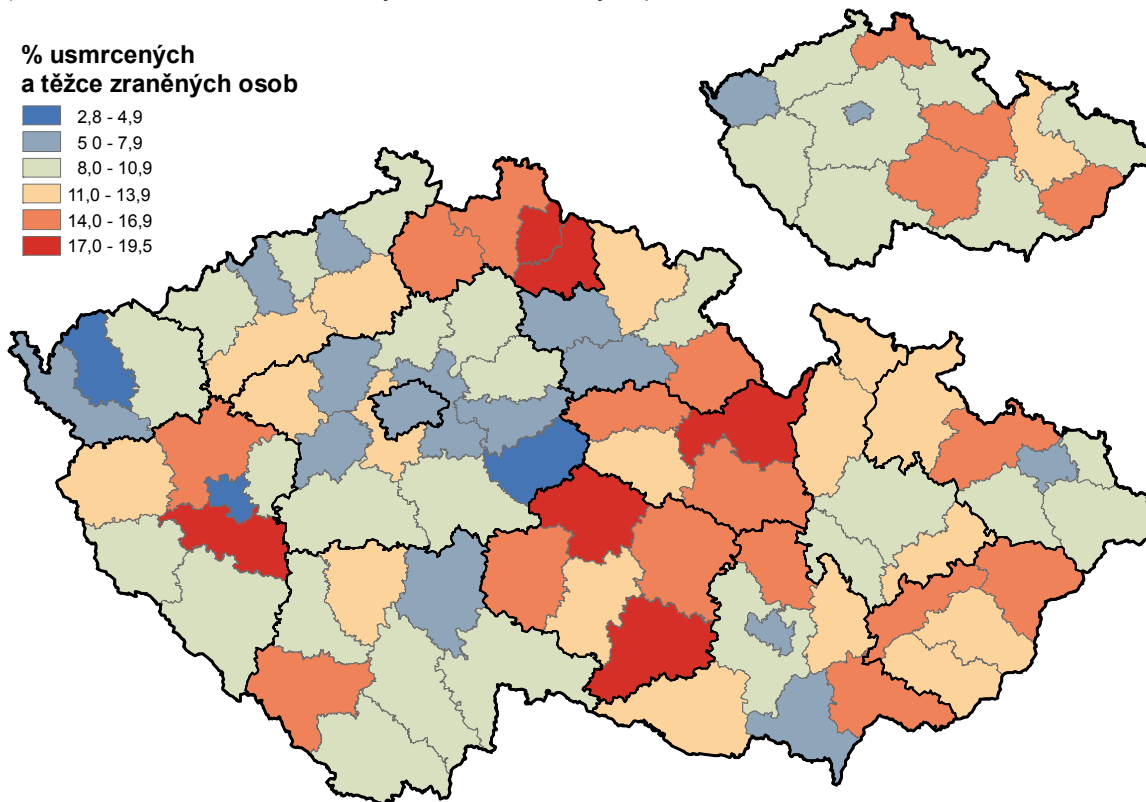 % usmrcených
a těžce zraněných osob
2,8 - 4,9
5 0 - 7,9
8,0 - 10,9
11,0 - 13,9
14,0 - 16,9
17,0 - 19,5